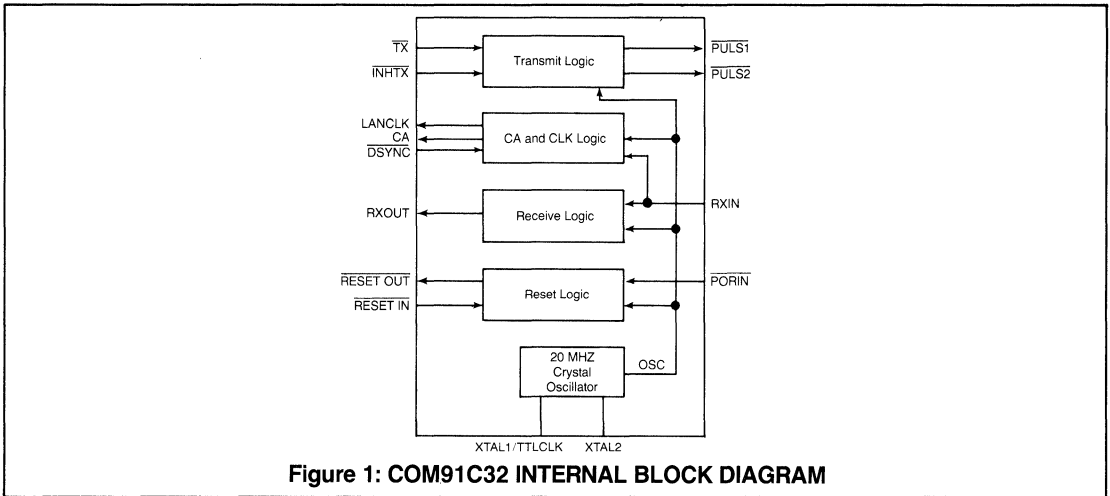 TX
INHTX
Transmit Logic
PULS1
PULS2
LANCLK
CA
DSYNC
CA and CLK Logic
RXOUT
Receive Logic
RXIN
RESET OUT
RESET IN
Reset Logic
PORIN
20 MHZ
Crystal
Oscillator
OSC
XTAL1/TTLCLK XTAL2
Figure 1: COM91C32 INTERNAL BLOCK DIAGRAM